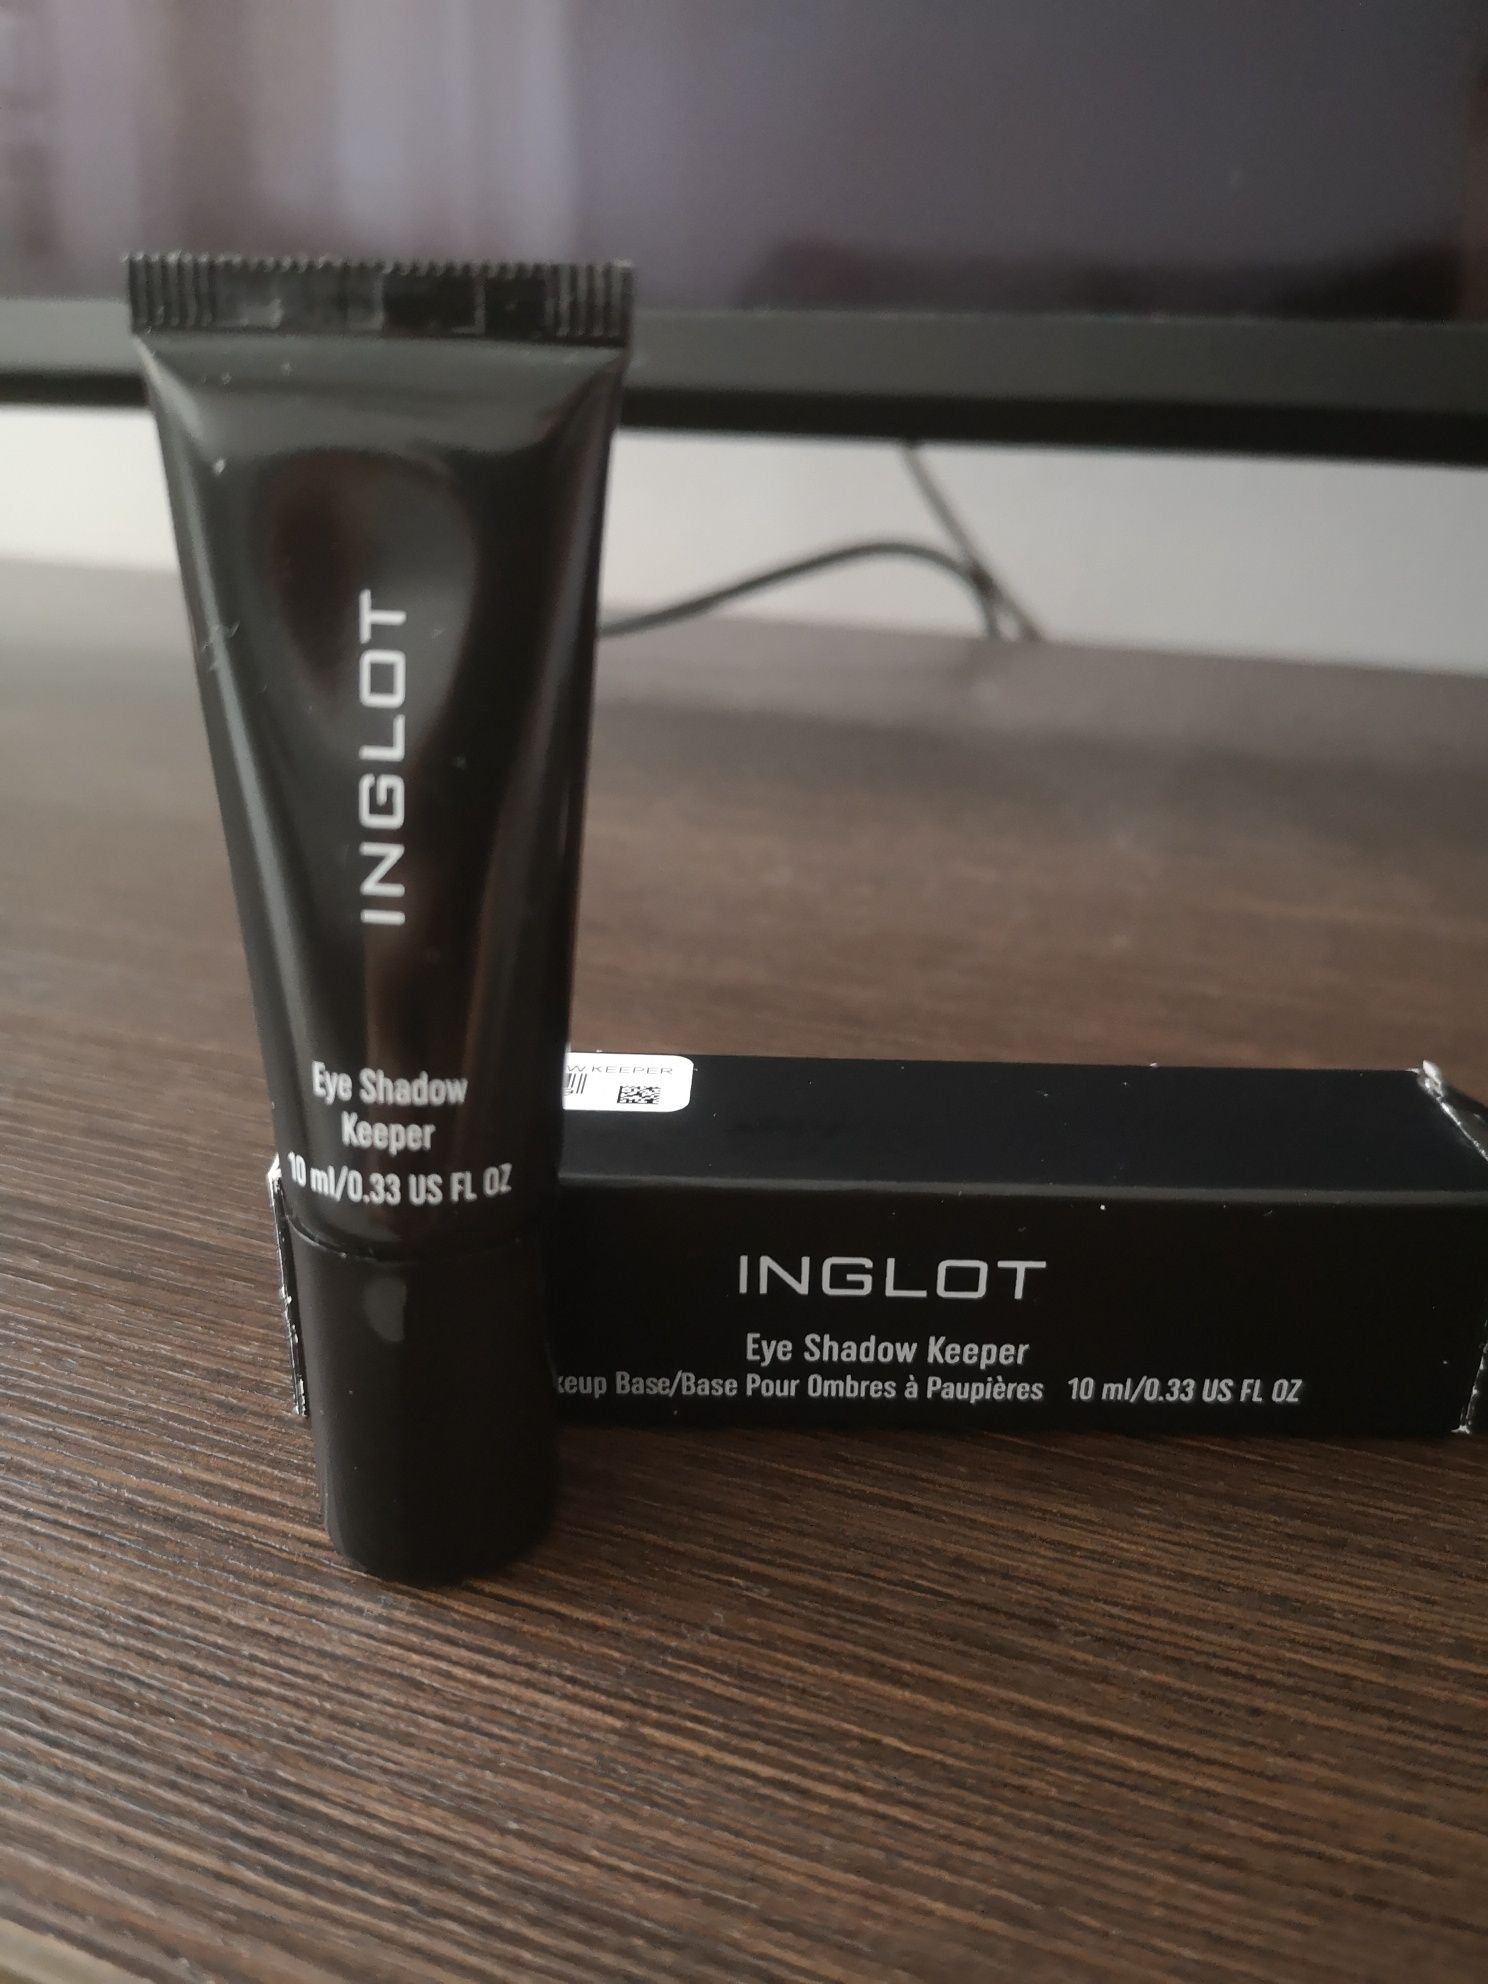 INGLOT
Eye Shadow
Keeper
10 ml/0.33 US FL OZ
KEEPER
INGLOT
Eye Shadow Keeper
Base/Base Pour Ombres à Paupières 10 ml/0.33 US FL OZ